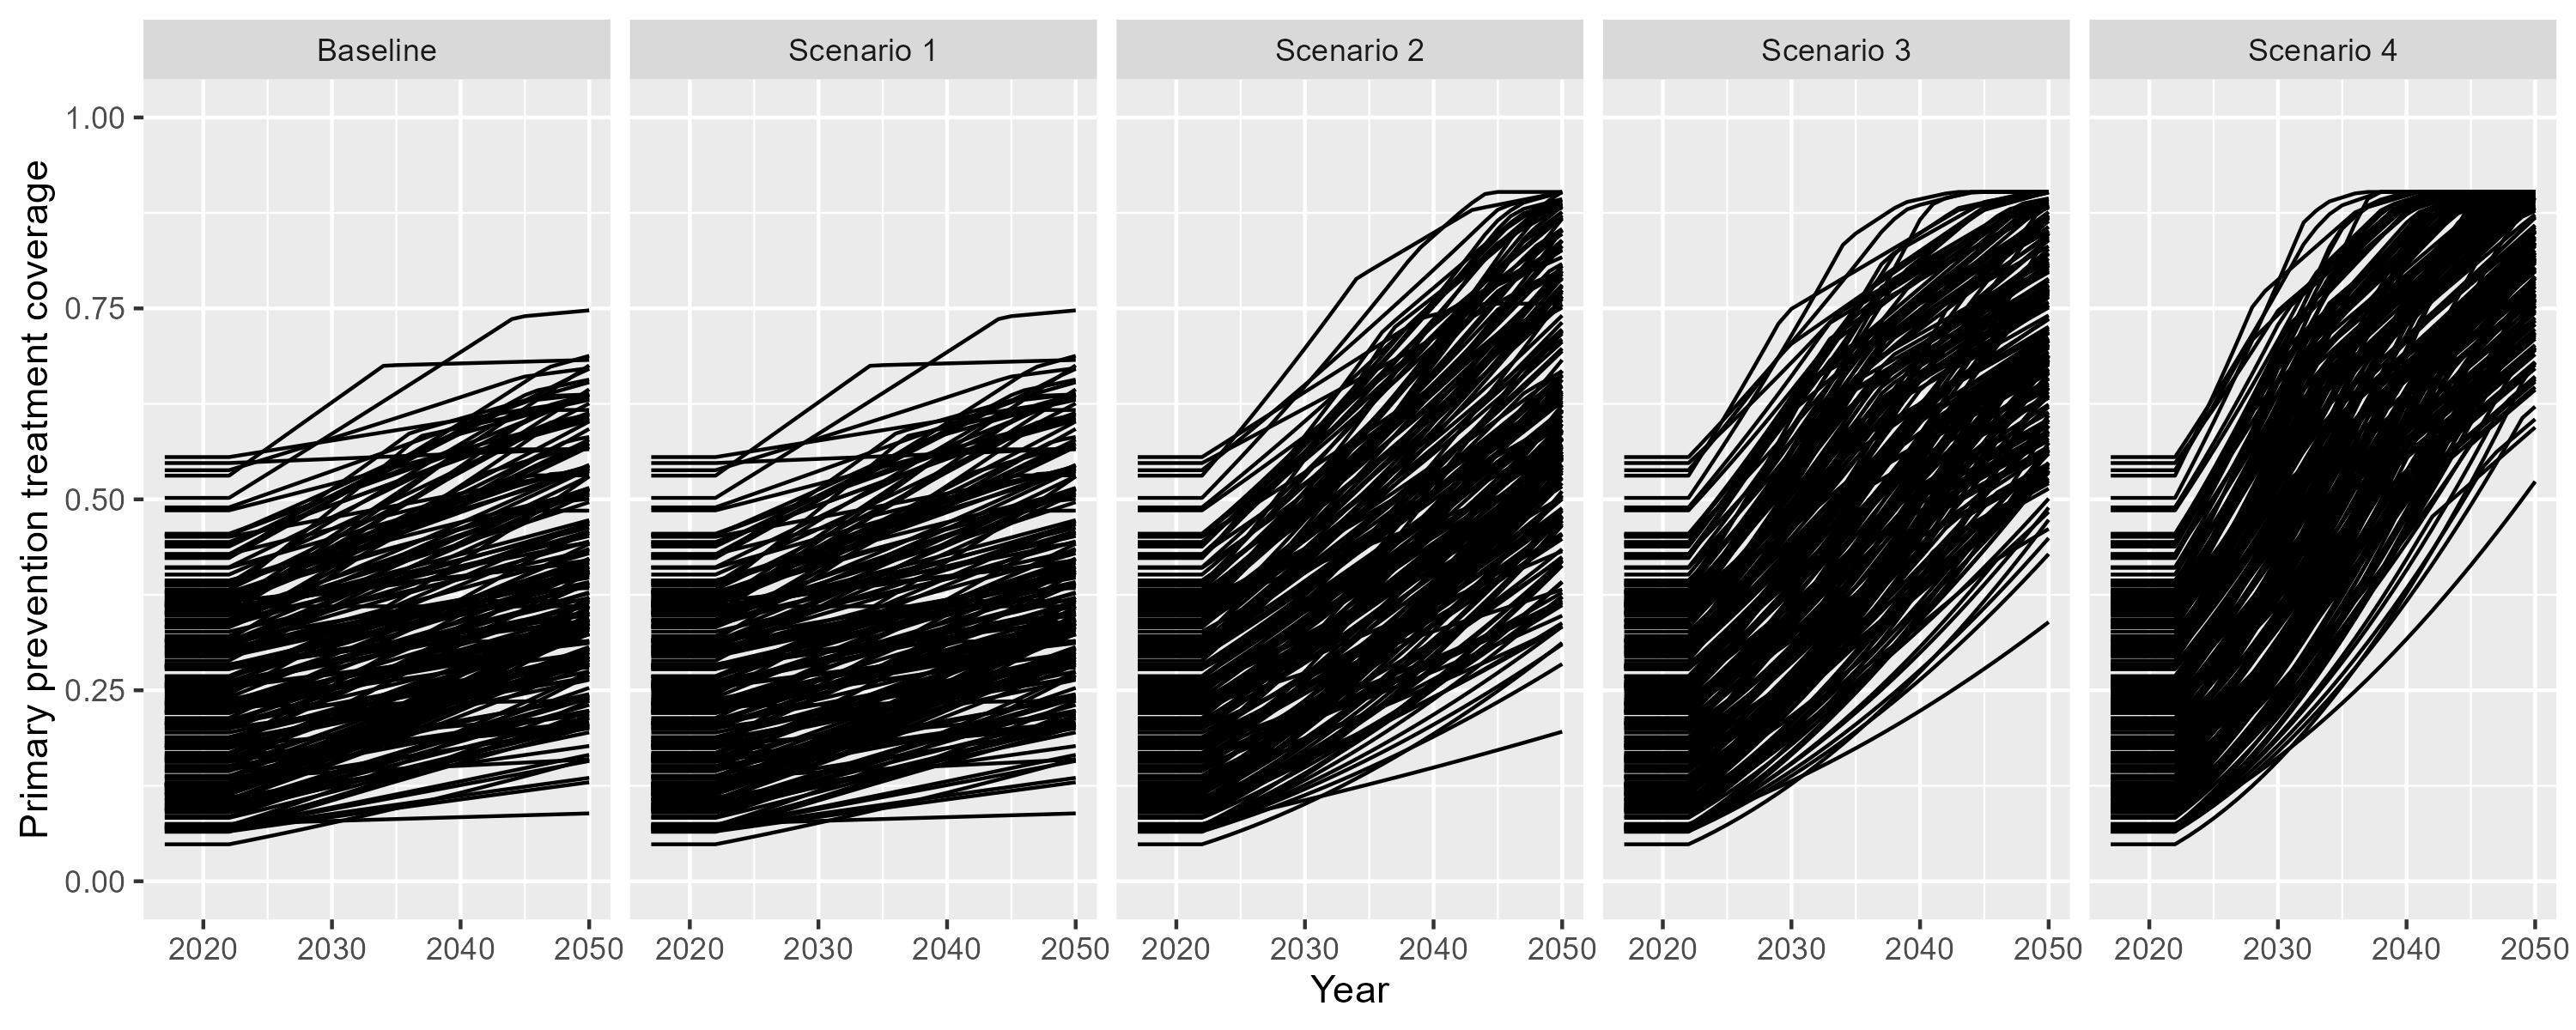 Baseline
Scenario 1
Scenario 2
Scenario 3
Scenario 4
Primary prevention treatment coverage
1.00
0.75
0.50
0.25
0.00
2020 2030 2040 2050 2020 2030 2040 2050 2020 2030 2040 2050 2020 2030 2040 2050 2020 2030 2040 2050
Year